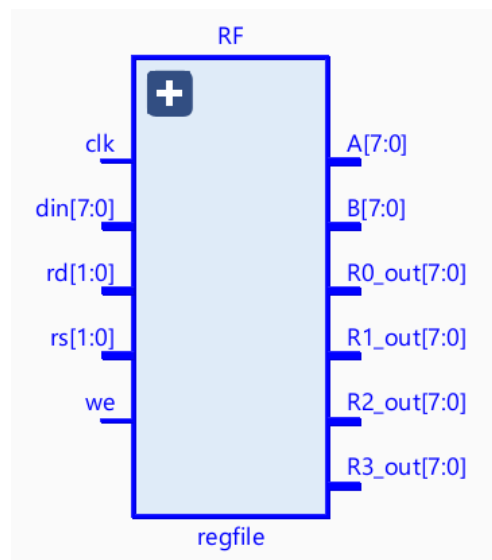 RF
clk
A[7:0]
din[7:0]
B[7:0]
rd[1:0]
R0_out[7:0]
rs[1:0]
R1_out[7:0]
we
R2_out[7:0]
R3_out[7:0]
regfile